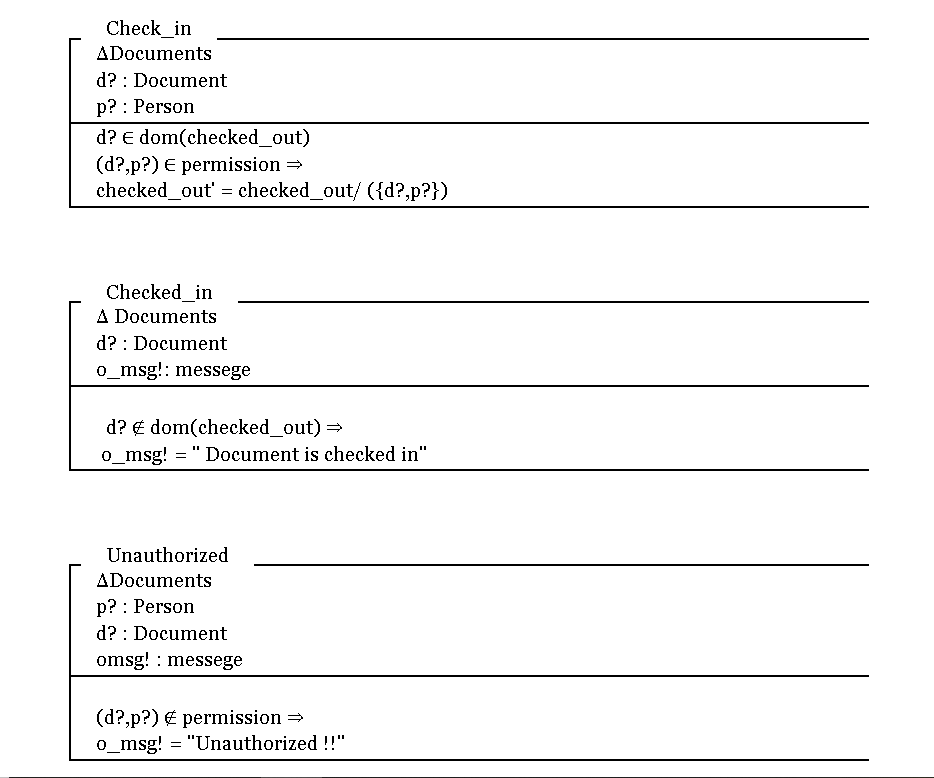 Check_in
ΔDocuments
d? : Document
p? : Person
d? ∈ dom(checked_out)
(d?,p?) ∈ permission ⇒
checked_out' = checked_out/ ({d?,p?})
Checked_in
Δ Documents
d? : Document
o_msg!: messege
d? ∉ dom(checked_out) ⇒
o_msg! = " Document is checked in"
Unauthorized
ΔDocuments
p? : Person
d? : Document
omsg! : messege
(d?,p?) ∉ permission ⇒
o_msg! = "Unauthorized !!"